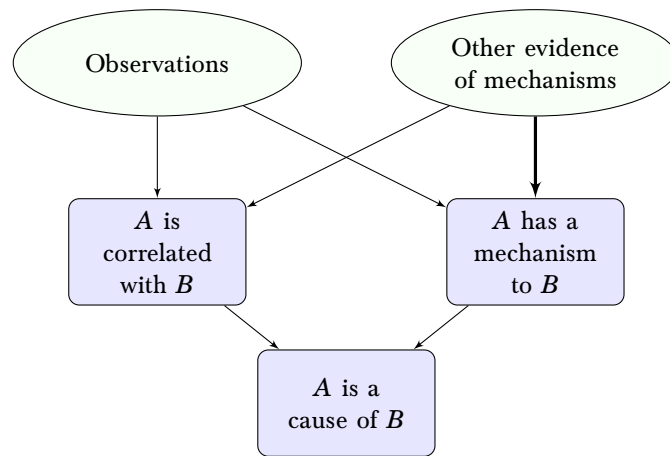 Observations
Other evidence
of mechanisms
A is
correlated
with B
A has a
mechanism
to B
A is a
cause of B